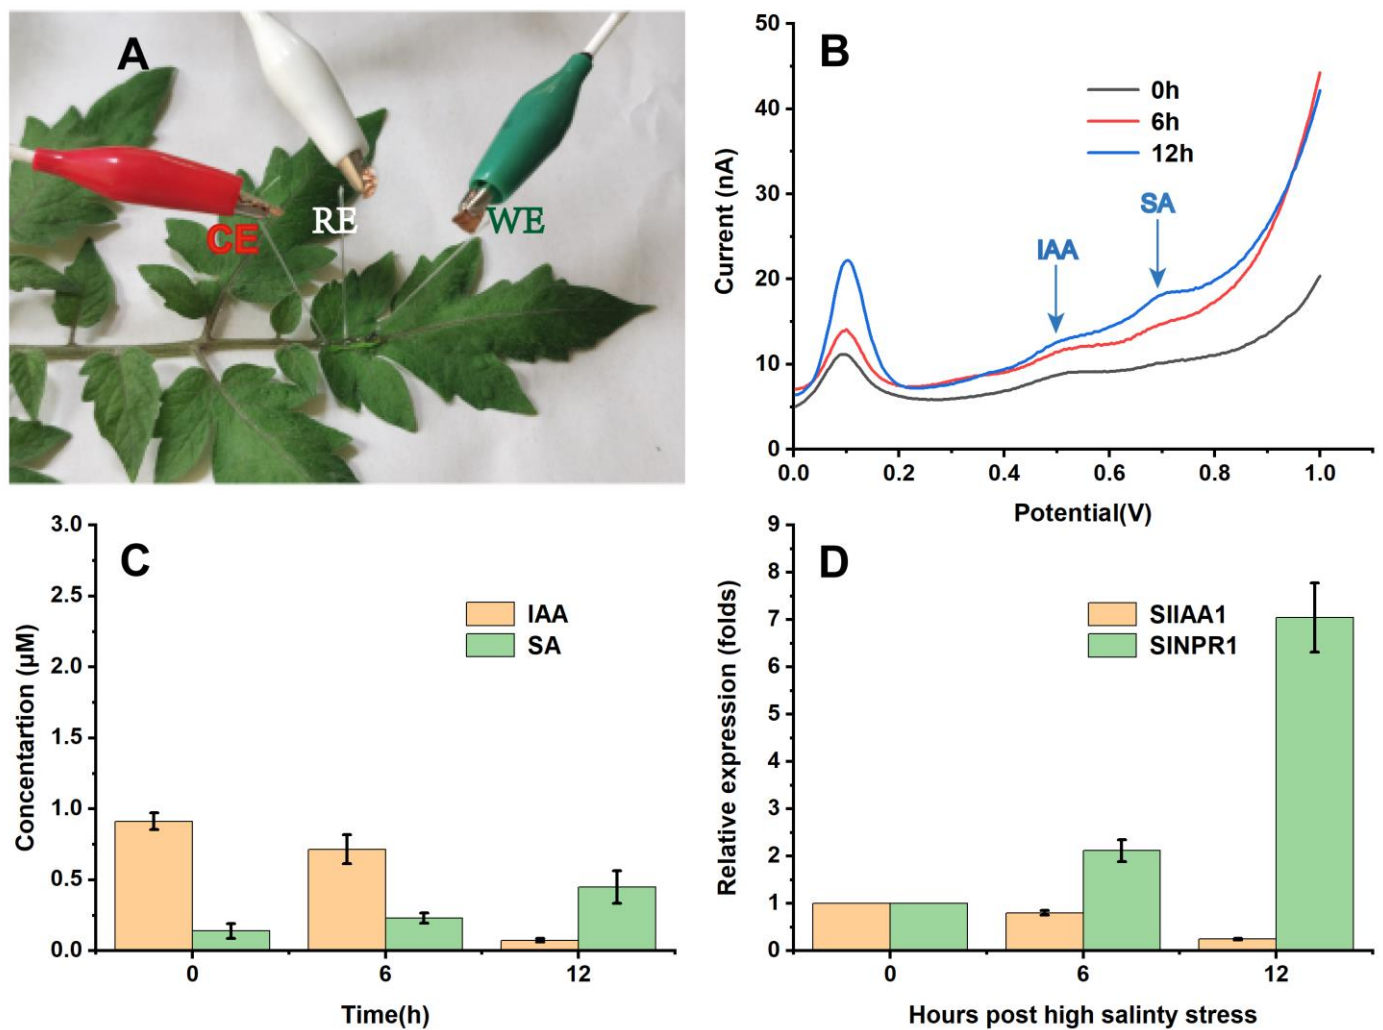 A
RE
CE
WE
B
50
40
30
20
10
0
Current (nA)
0h
6h
12h
IAA
SA
0.0
0.2
0.4
0.6
0.8
1.0
Potential(V)
C
3.0
2.5
2.0
1.5
1.0
0.5
0.0
Concentartion (μM)
IAA
SA
0
6
12
Time(h)
D
9
8
7
6
5
4
3
2
1
0
Relative expression (folds)
SlIAA1
SlNPR1
0
6
12
Hours post high salinity stress